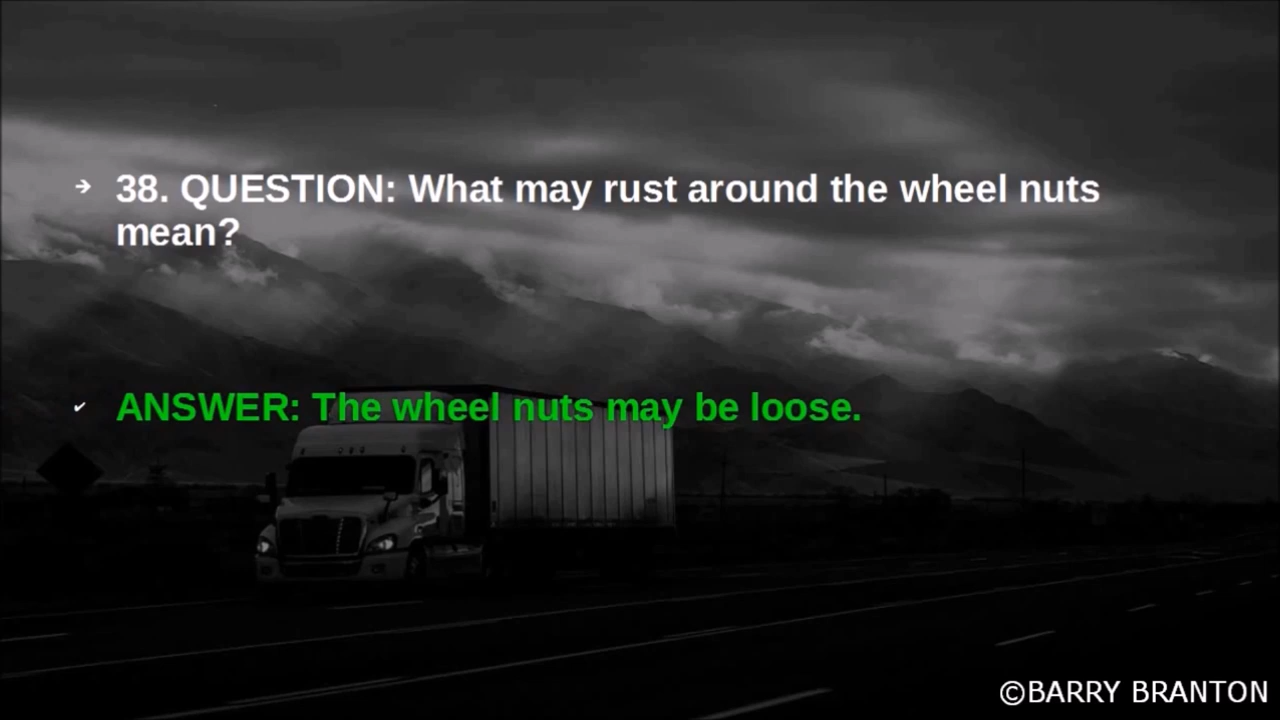 38. QUESTION: What may rust around the wheel nuts
mean?
ANSWER: The wheel nuts may be loose.
©BARRY BRANTON